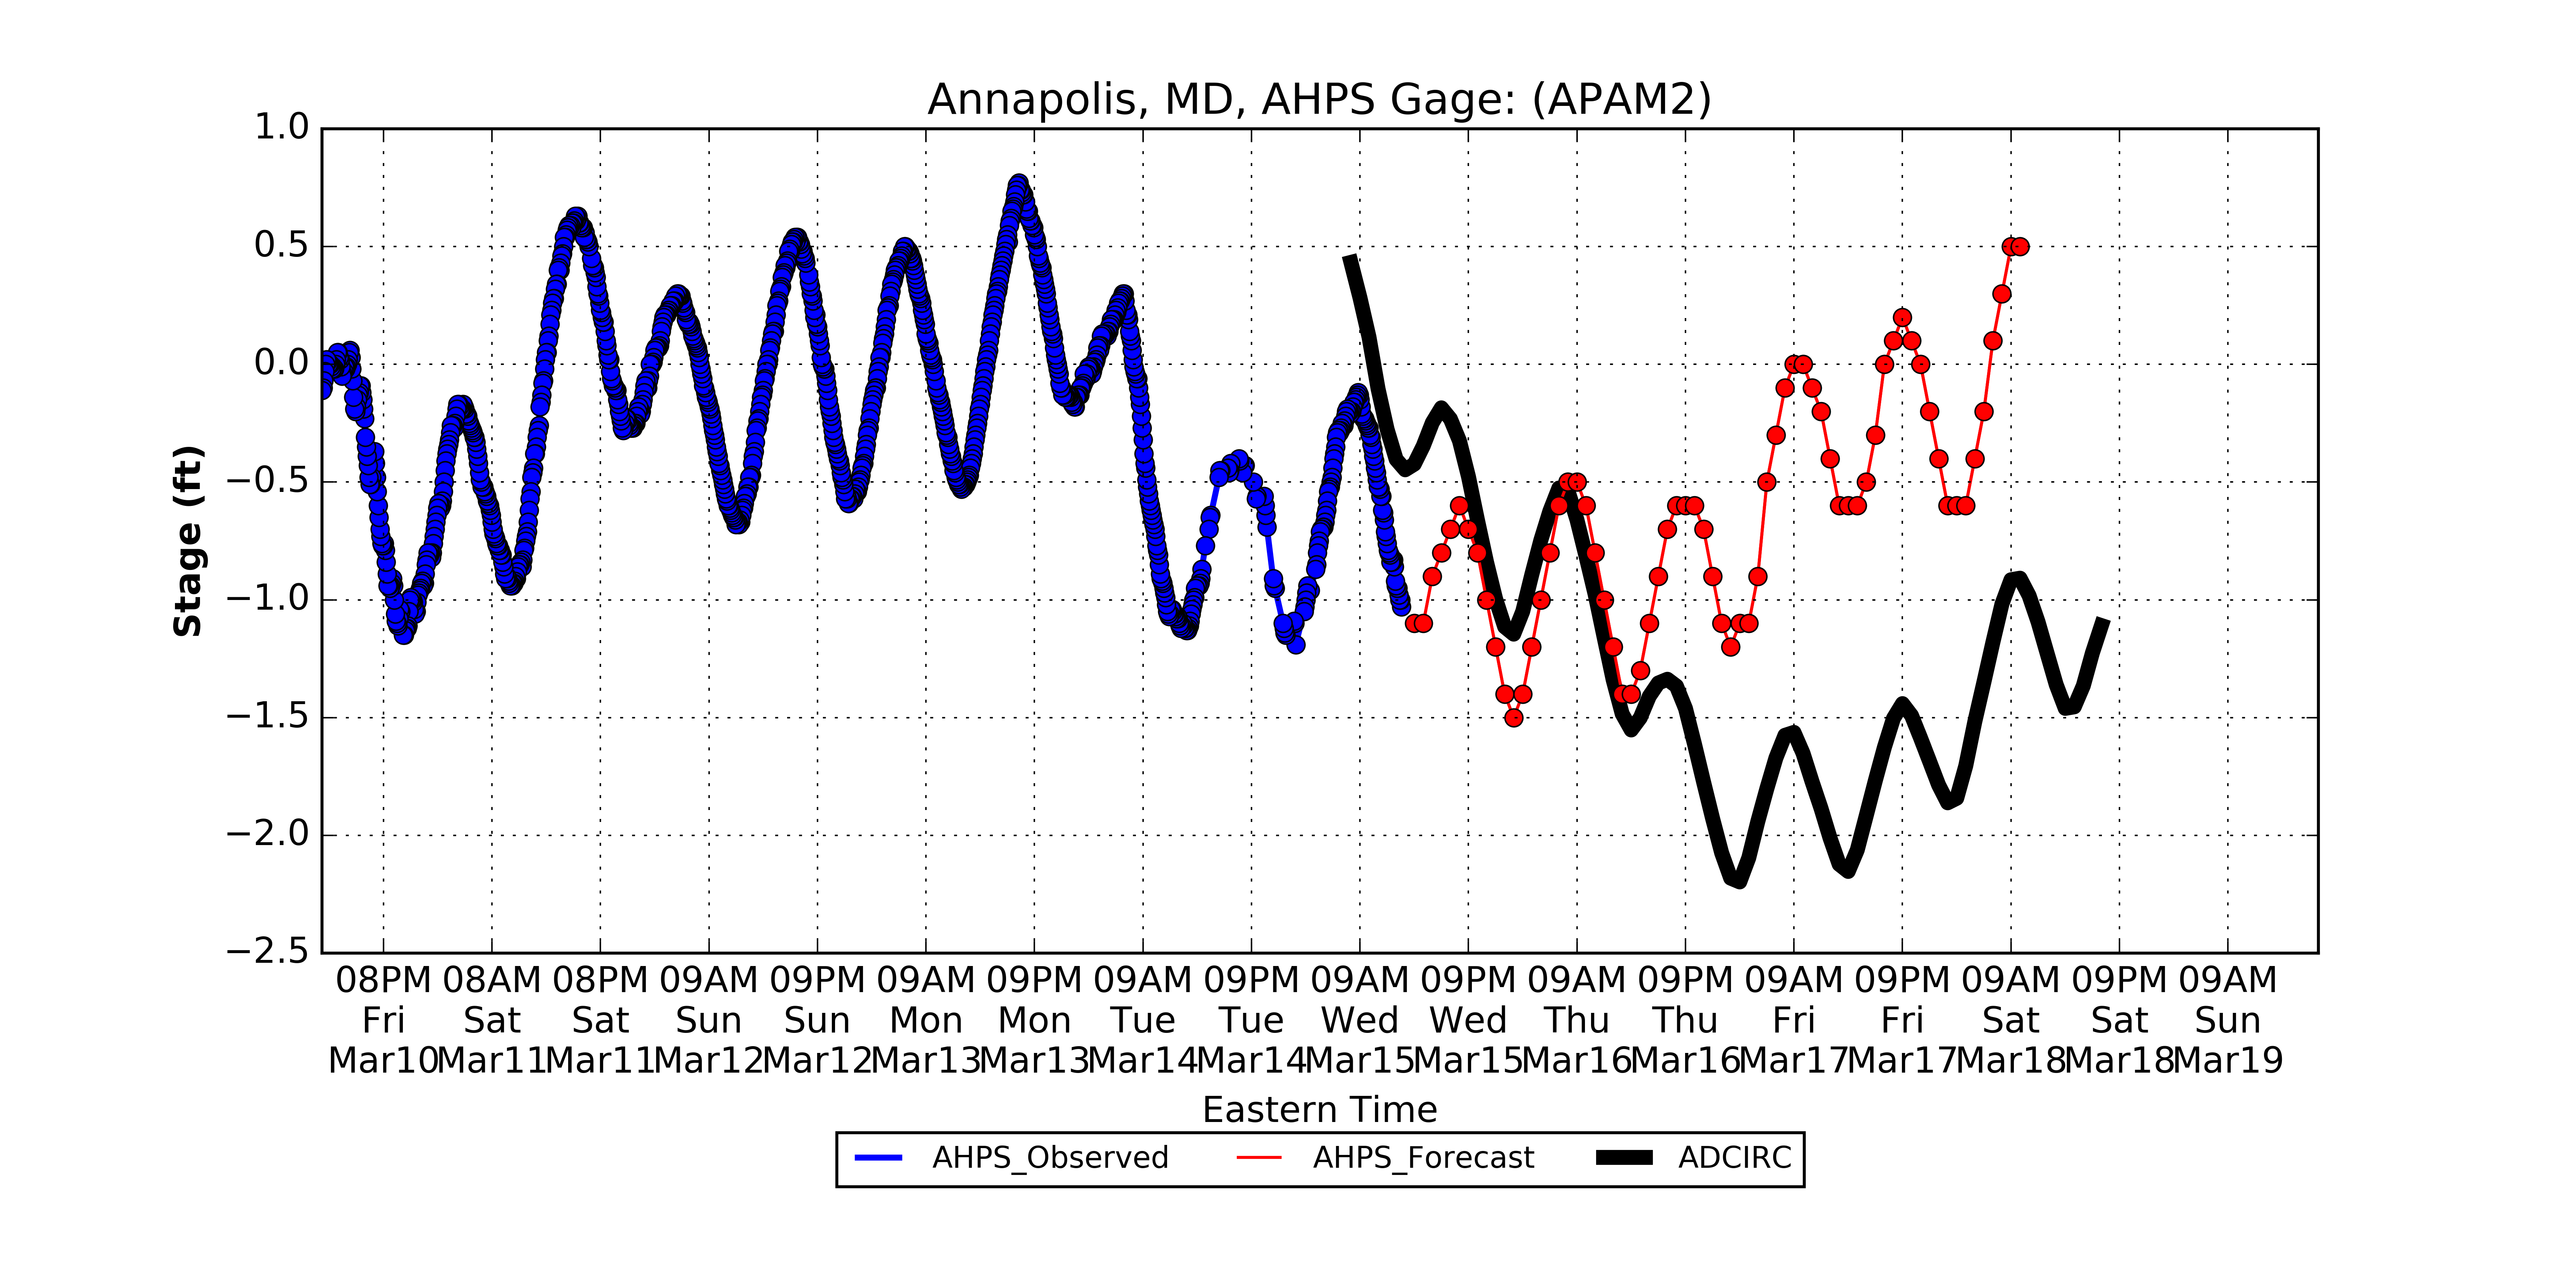 Annapolis, MD, AHPS Gage: (APAM2)
1.0
0.5
0.0
−0.5
−1.0
−1.5
−2.0
−2.5
Stage (ft)
08PM 08AM 08PM 09AM 09PM 09AM 09PM 09AM 09PM 09AM 09PM 09AM 09PM 09AM 09PM 09AM 09PM 09AM
Fri Sat Sat Sun Sun Mon Mon Tue Tue Wed Wed Thu Thu Fri Fri Sat Sat Sun
Mar10 Mar11 Mar11 Mar12 Mar12 Mar13 Mar13 Mar14 Mar14 Mar15 Mar15 Mar16 Mar16 Mar17 Mar17 Mar18 Mar18 Mar19
Eastern Time
AHPS_Observed AHPS_Forecast ADCIRC